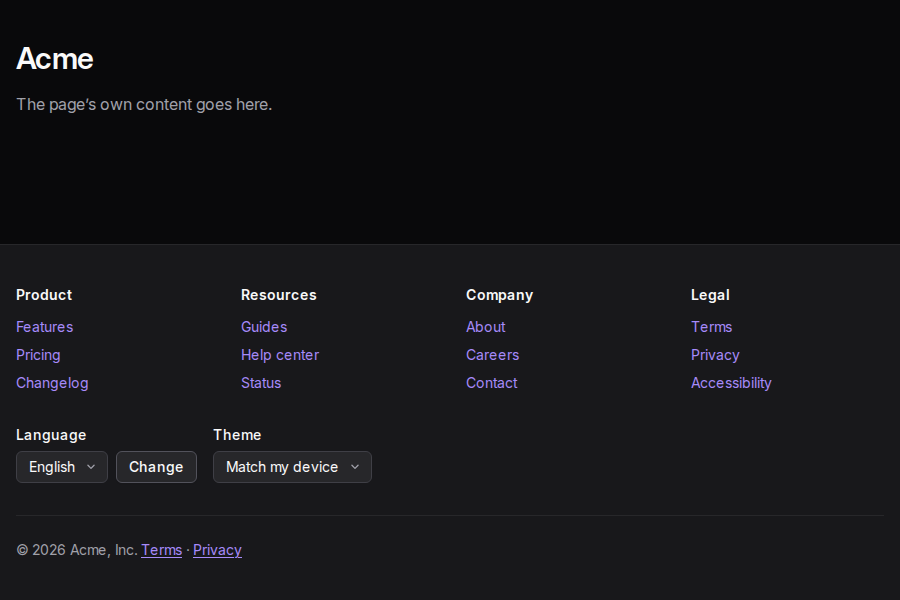 Acme
The page's own content goes here.
Product
Features
Pricing
Changelog
Resources
Guides
Help center
Status
Company
About
Careers
Contact
Legal
Terms
Privacy
Accessibility
Language
English
Change
Theme
Match my device
© 2026 Acme, Inc. Terms · Privacy